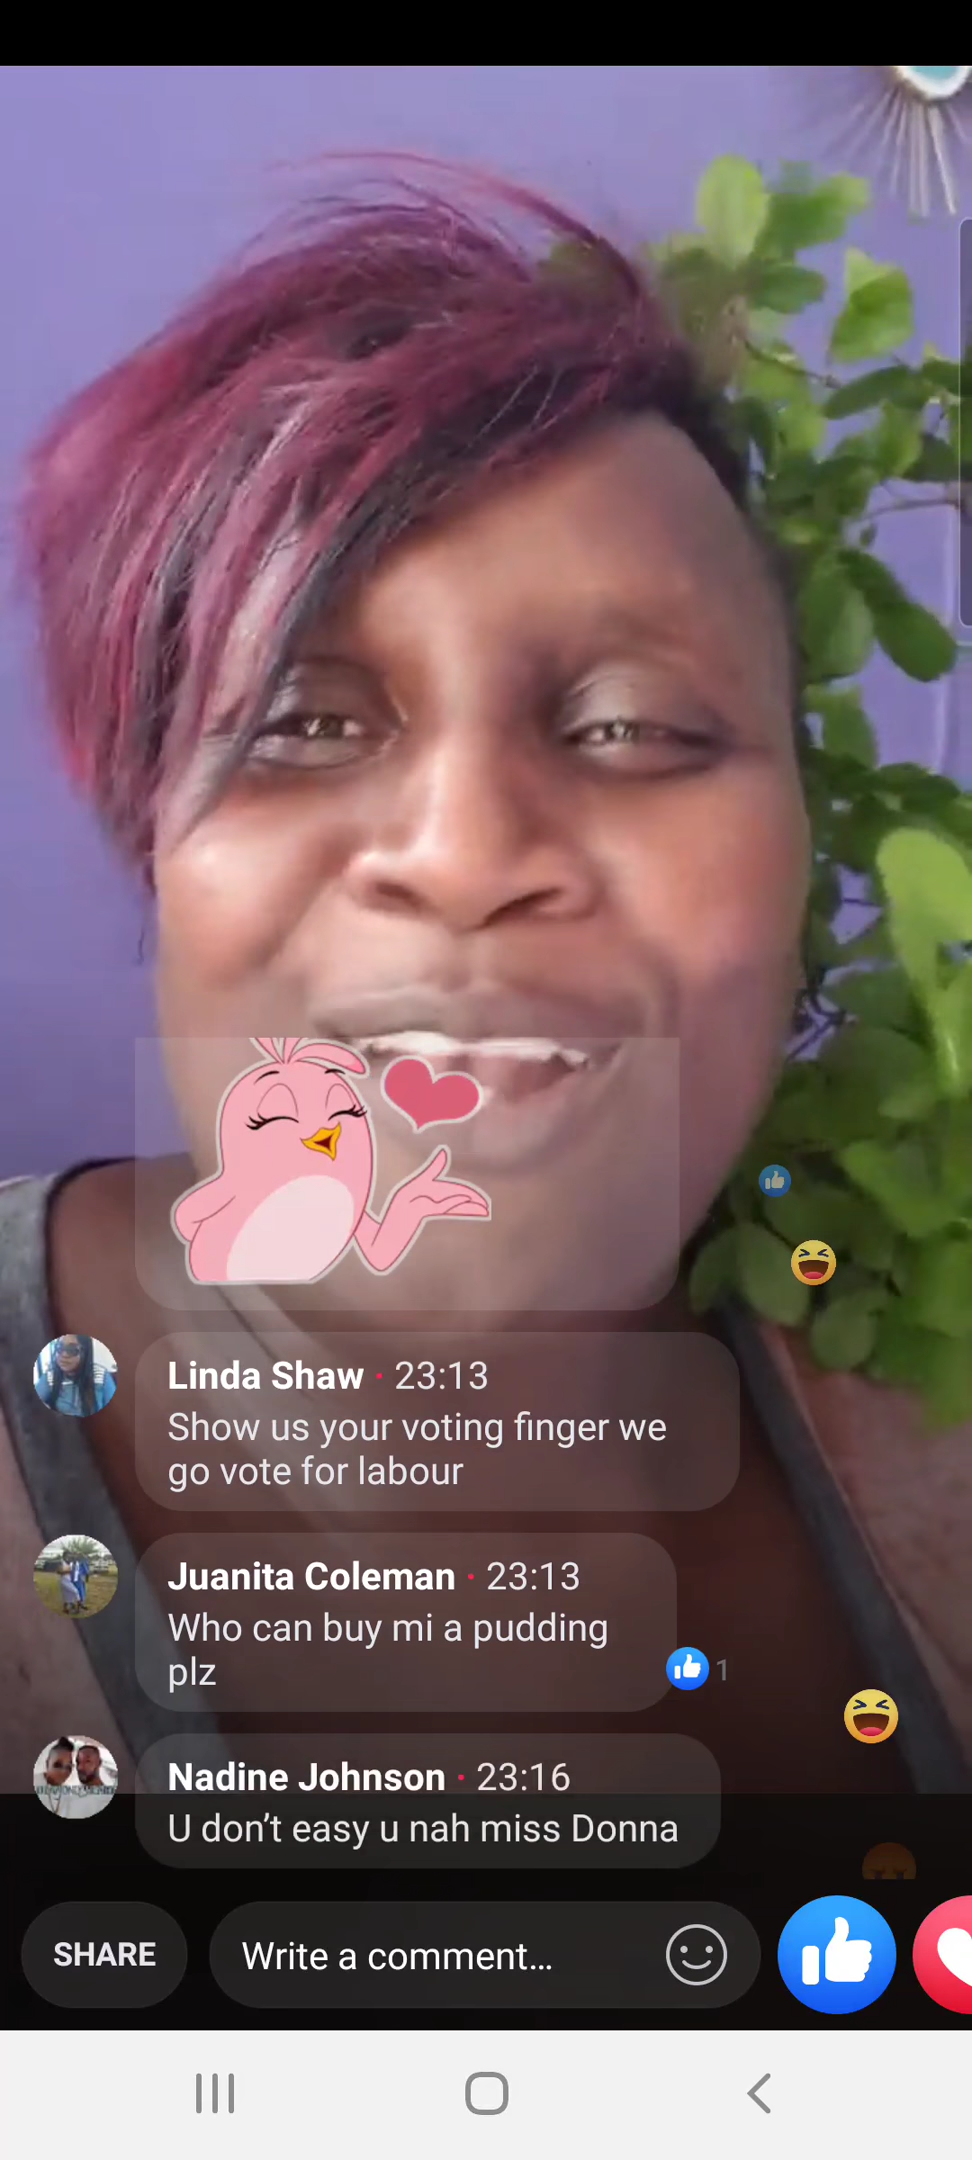 Linda Shaw · 23:13
Show us your voting finger we
go vote for labour
Juanita Coleman · 23:13
Who can buy mi a pudding
plz
1
Nadine Johnson · 23:16
U don’t easy u nah miss Donna
SHARE
Write a comment...